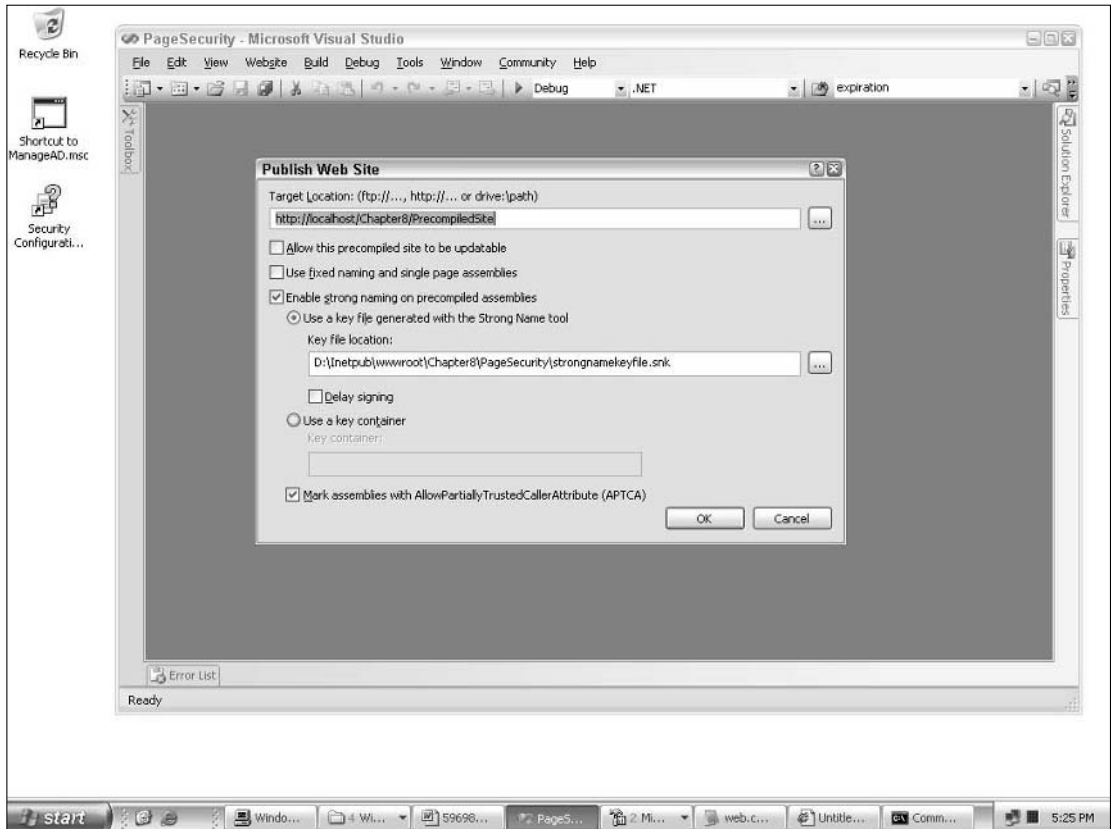 Recycle Bin
Shortcut to
ManageAD.msc
Security
Configurati...
PageSecurity - Microsoft Visual Studio
File Edit View Website Build Debug Tools Window Community Help
Debug .NET expiration
Toolbox
Solution Explorer
Properties
Publish Web Site
Target Location: (ftp://..., http://... or drive:\path)
http://localhost/Chapter8/PrecompiledSite
...
Allow this precompiled site to be updatable
Use fixed naming and single page assemblies
Enable strong naming on precompiled assemblies
Use a key file generated with the Strong Name tool
Key file location:
D:\Inetpub\wwwroot\Chapter8\PageSecurity\strongnamekeyfile.snk
...
Delay signing
Use a key container
Key container:
Mark assemblies with AllowPartiallyTrustedCallerAttribute (APTCA)
OK Cancel
Error List
Ready
start Windo... 4 Wi... 59698... PageS... 2 Mi... web.c... Untitle... Comm... 5:25 PM